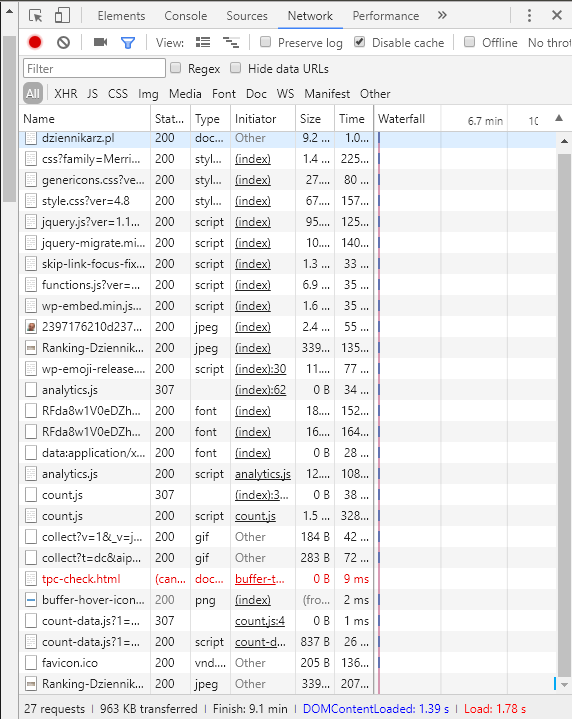 Elements Console Sources Network Performance »
View: Preserve log Disable cache Offline No thro
Filter Regex Hide data URLs
All XHR JS CSS Img Media Font Doc WS Manifest Other
Name Stat... Type Initiator Size Time Waterfall 6.7 min
dziennikarz.pl 200 doc... Other 9.2 ... 1.0...
css?family=Merri... 200 styl... (index) 1.4 ... 225...
genericons.css?ve... 200 styl... (index) 27.... 80 ...
style.css?ver=4.8 200 styl... (index) 67.... 157...
jquery.js?ver=1.1... 200 script (index) 95.... 125...
jquery-migrate.mi... 200 script (index) 10.... 140...
skip-link-focus-fix... 200 script (index) 1.3 ... 33 ...
functions.js?ver=... 200 script (index) 6.9 ... 35 ...
wp-embed.min.js... 200 script (index) 1.6 ... 35 ...
2397176210d237... 200 jpeg (index) 2.4 ... 55 ...
Ranking-Dziennik... 200 jpeg (index) 339... 135...
wp-emoji-release.... 200 script (index):30 11.... 77 ...
analytics.js 307 (index):62 0 B 34 ...
RFda8w1V0eDZh... 200 font (index) 18.... 152...
RFda8w1V0eDZh... 200 font (index) 16.... 164...
data:application/x... 200 font (index) 0 B 28 ...
analytics.js 200 script analytics.js 12.... 108...
count.js 307 (index):3... 0 B 38 ...
count.js 200 script count.js 1.5 ... 328...
collect?v=1&_v=j... 200 gif Other 184 B 42 ...
collect?t=dc&aip... 200 gif Other 283 B 72 ...
tpc-check.html (can... doc... buffer-t... 0 B 9 ms
buffer-hover-icon... 200 png (index) (fro... 2 ms
count-data.js?1=... 307 count.js:4 0 B 1 ms
count-data.js?1=... 200 script count-d... 837 B 26 ...
favicon.ico 200 vnd.... Other 205 B 136...
Ranking-Dziennik... 200 jpeg Other 339... 207...
27 requests | 963 KB transferred | Finish: 9.1 min | DOMContentLoaded: 1.39 s | Load: 1.78 s